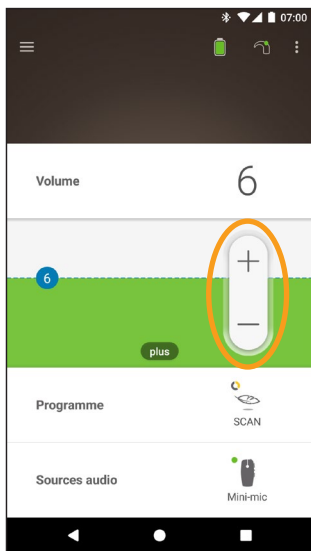 07:00
Volume 6
+
6
−
plus
Programme
SCAN
Sources audio
Mini-mic